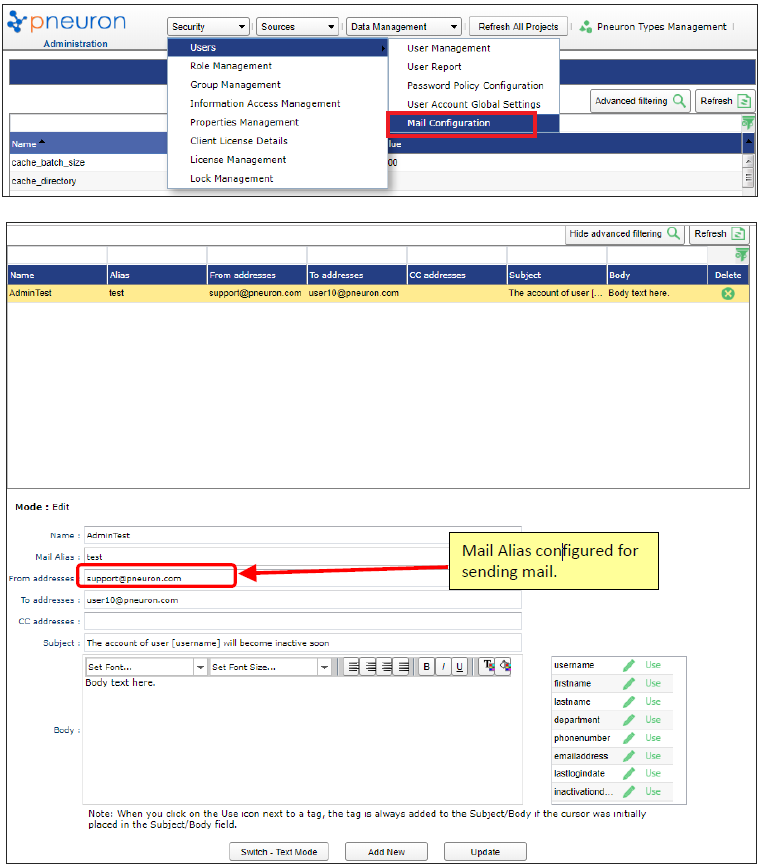 pneuron
Administration
Security Sources Data Management Refresh All Projects Pneuron Types Management
Users
Role Management
Group Management
Information Access Management
Properties Management
Client License Details
License Management
Lock Management
User Management
User Report
Password Policy Configuration
User Account Global Settings
Mail Configuration
Advanced filtering Refresh
Name alue
cache_batch_size 00
cache_directory
Hide advanced filtering Refresh
Name Alias From addresses To addresses CC addresses Subject Body Delete
AdminTest test support@pneuron.com user10@pneuron.com The account of user [... Body text here.
Mode : Edit
Name : AdminTest
Mail Alias : test
From addresses : support@pneuron.com
To addresses : user10@pneuron.com
CC addresses :
Subject : The account of user [username] will become inactive soon
Mail Alias configured for
sending mail.
Set Font... Set Font Size... B I U T
Body text here.
Body :
username Use
firstname Use
lastname Use
department Use
phonenumber Use
emailaddress Use
lastlogindate Use
inactivationd... Use
Note: When you click on the Use icon next to a tag, the tag is always added to the Subject/Body if the cursor was initially
placed in the Subject/Body field.
Switch - Text Mode Add New Update